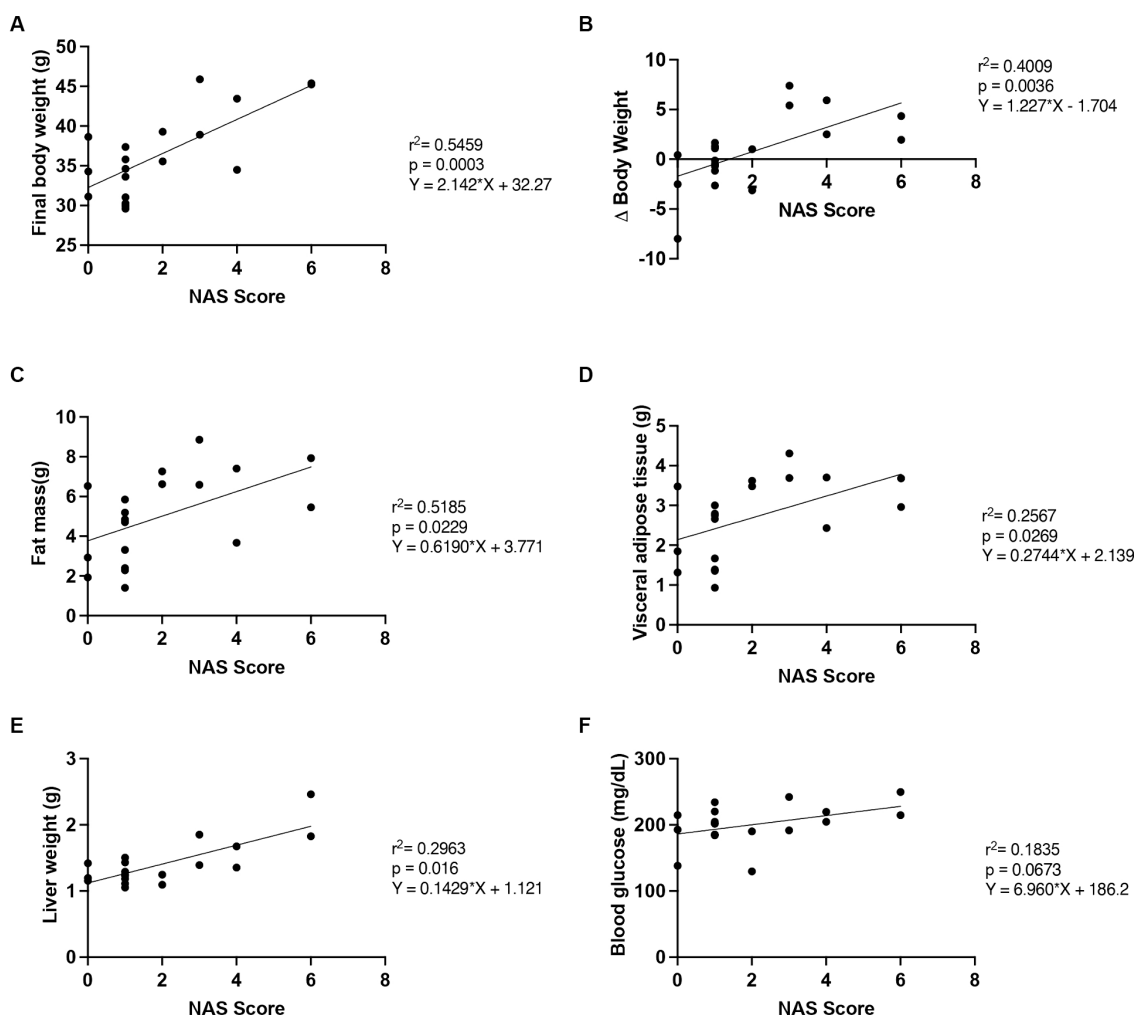 A
Final body weight (g)
50
45
40
35
30
25
0 2 4 6 8
NAS Score
r²= 0.5459
p = 0.0003
Y = 2.142*X + 32.27
B
Δ Body Weight
10
5
0
-5
-10
2 4 6 8
NAS Score
r²= 0.4009
p = 0.0036
Y = 1.227*X - 1.704
C
Fat mass(g)
10
8
6
4
2
0
0 2 4 6 8
NAS Score
r²= 0.5185
p = 0.0229
Y = 0.6190*X + 3.771
D
Visceral adipose tissue (g)
5
4
3
2
1
0
0 2 4 6 8
NAS Score
r²= 0.2567
p = 0.0269
Y = 0.2744*X + 2.139
E
Liver weight (g)
3
2
1
0
0 2 4 6 8
NAS Score
r²= 0.2963
p = 0.016
Y = 0.1429*X + 1.121
F
Blood glucose (mg/dL)
300
200
100
0
0 2 4 6 8
NAS Score
r²= 0.1835
p = 0.0673
Y = 6.960*X + 186.2